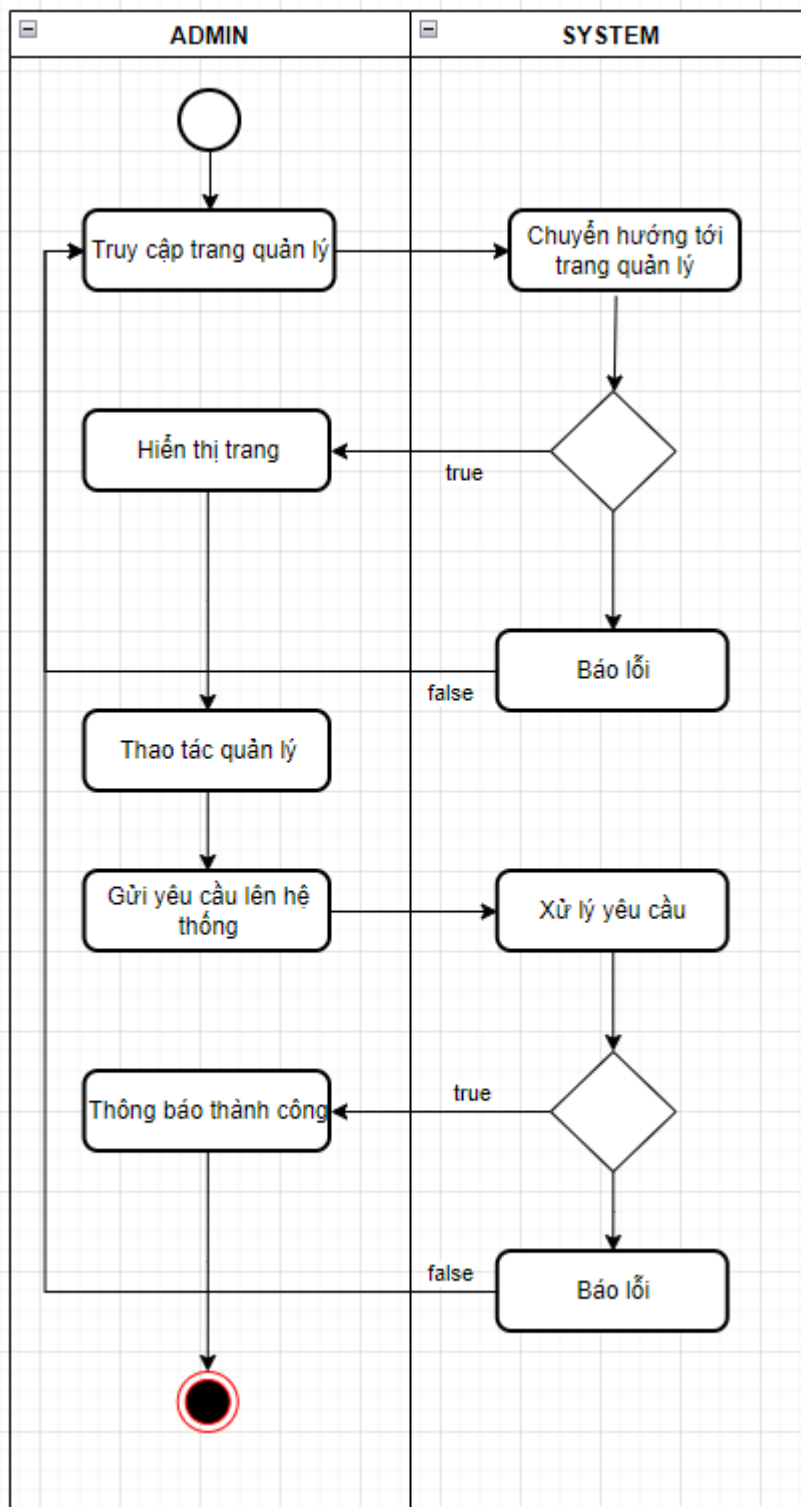 ADMIN
SYSTEM
Truy cập trang quản lý
Chuyển hướng tới
trang quản lý
Hiển thị trang
true
Báo lỗi
false
Thao tác quản lý
Gửi yêu cầu lên hệ
thống
Xử lý yêu cầu
Thông báo thành công
true
false
Báo lỗi